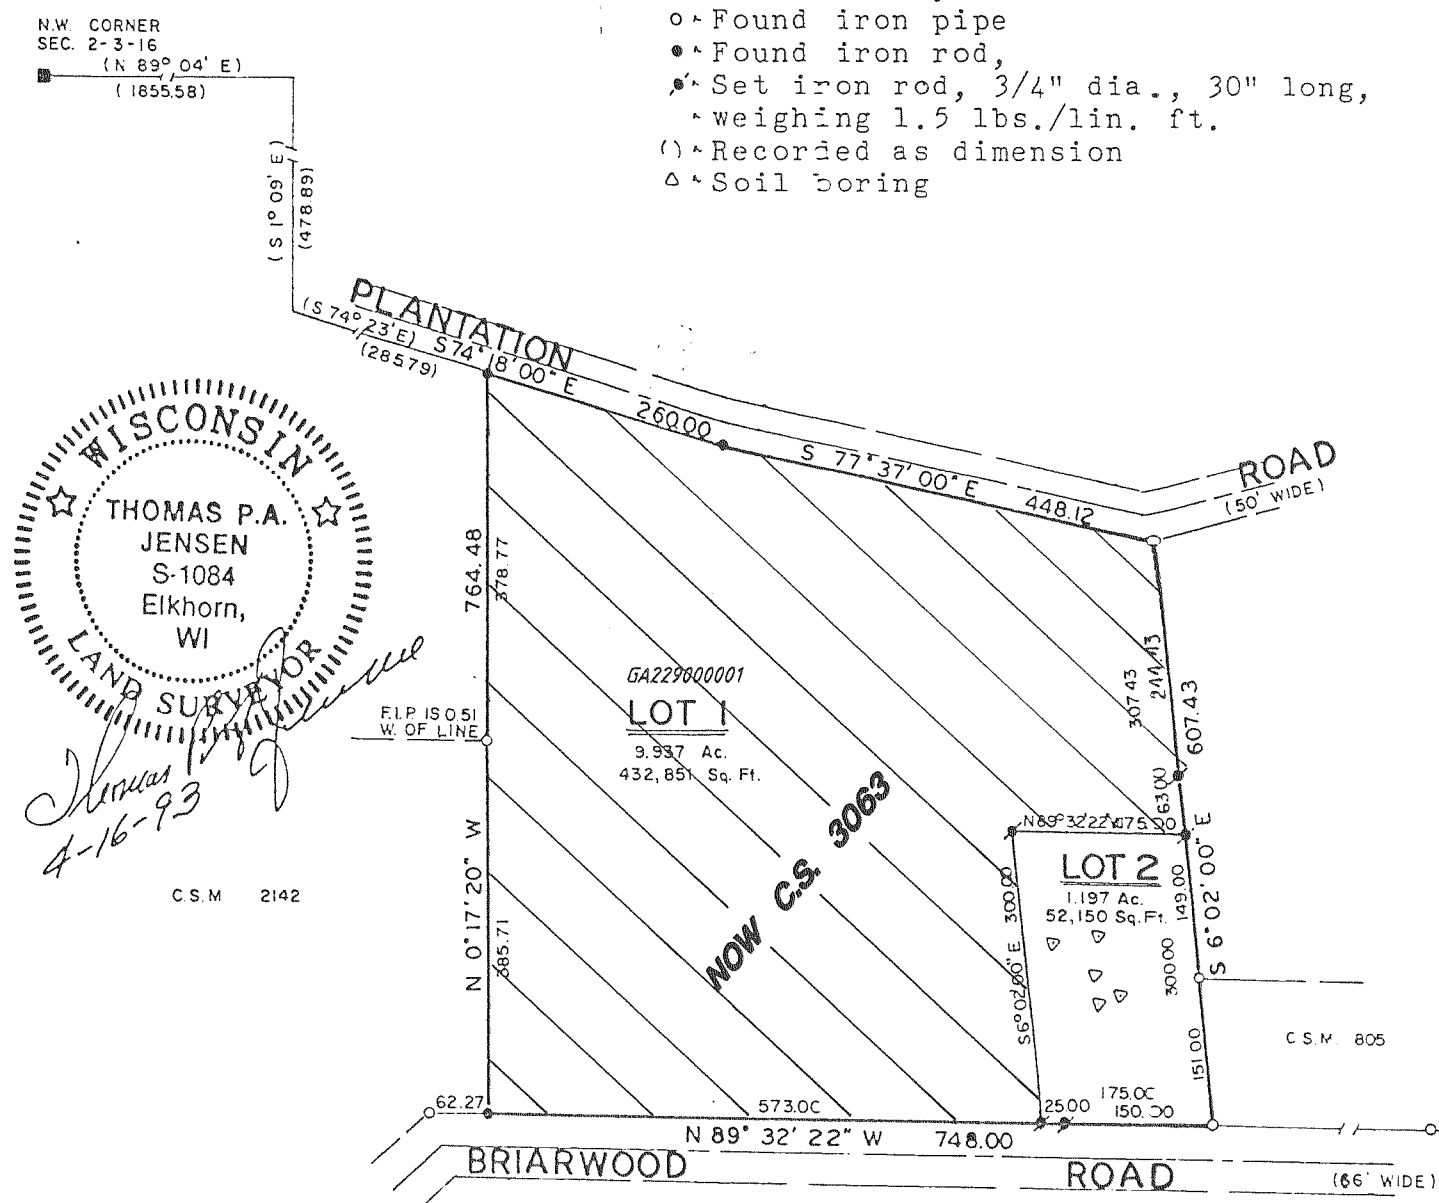 N.W. CORNER
SEC. 2-3-16
(N 89° 04' E)
(1855.58)
(S 1° 09' E)
(478.89)
○ Found iron pipe
● Found iron rod,
Set iron rod, 3/4" dia., 30" long,
weighing 1.5 lbs./lin. ft.
() Recorded as dimension
△ Soil boring
PLANTATION
(S 74° 23' E)
(285.79)
S 74° 18' 00" E
260.00
S 77° 37' 00" E
448.12
ROAD
(50' WIDE)
WISCONSIN
THOMAS P.A.
JENSEN
S-1084
Elkhorn,
WI
LAND SURVEYOR
Thomas
4-16-93
764.48
378.77
307.43
244.43
607.43
63.00
GA229000001
LOT 1
9.937 Ac.
432,851 Sq. Ft.
F.I.P. IS 0.51
W. OF LINE
NOW C.S. 3063
N 89° 32' 22" W 175.00
LOT 2
1.197 Ac.
52,150 Sq. Ft.
N 0° 17' 20" W
385.71
300.00
S 6° 02' 00" E
149.00
300.00
S 6° 02' 00" E
151.00
C.S.M 2142
C.S.M. 805
62.27
573.00
25.00
175.00
150.00
N 89° 32' 22" W 748.00
BRIARWOOD ROAD
(66' WIDE)